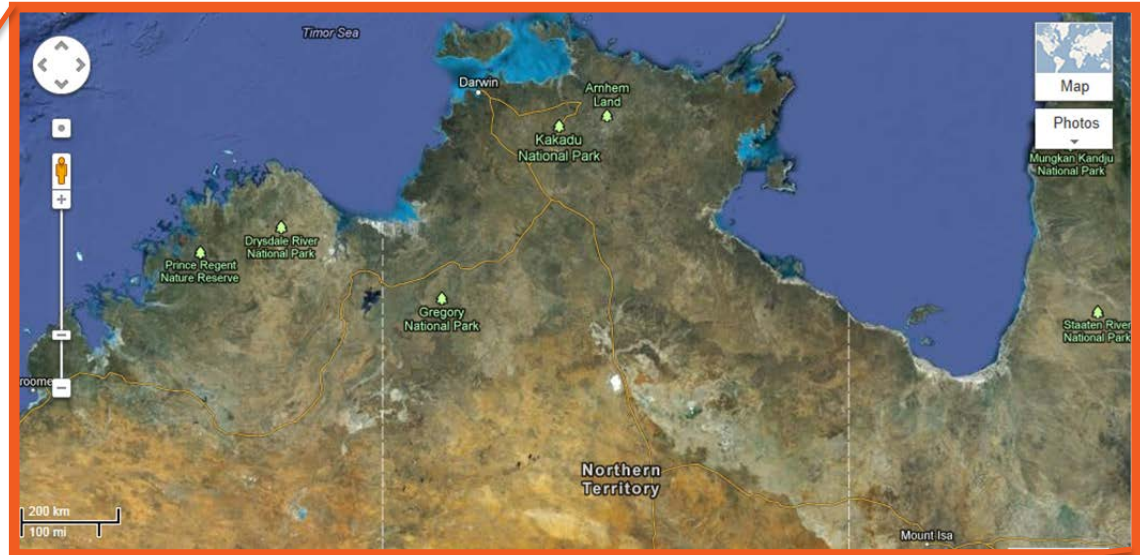 Timor Sea
Darwin
Arnhem
Land
Map
Kakadu
National Park
Photos
Mungkan Kandju
National Park
Drysdale River
National Park
Prince Regent
Nature Reserve
Gregory
National Park
Staaten River
National Park
roome
Northern
Territory
200 km
100 mi
Mount Isa